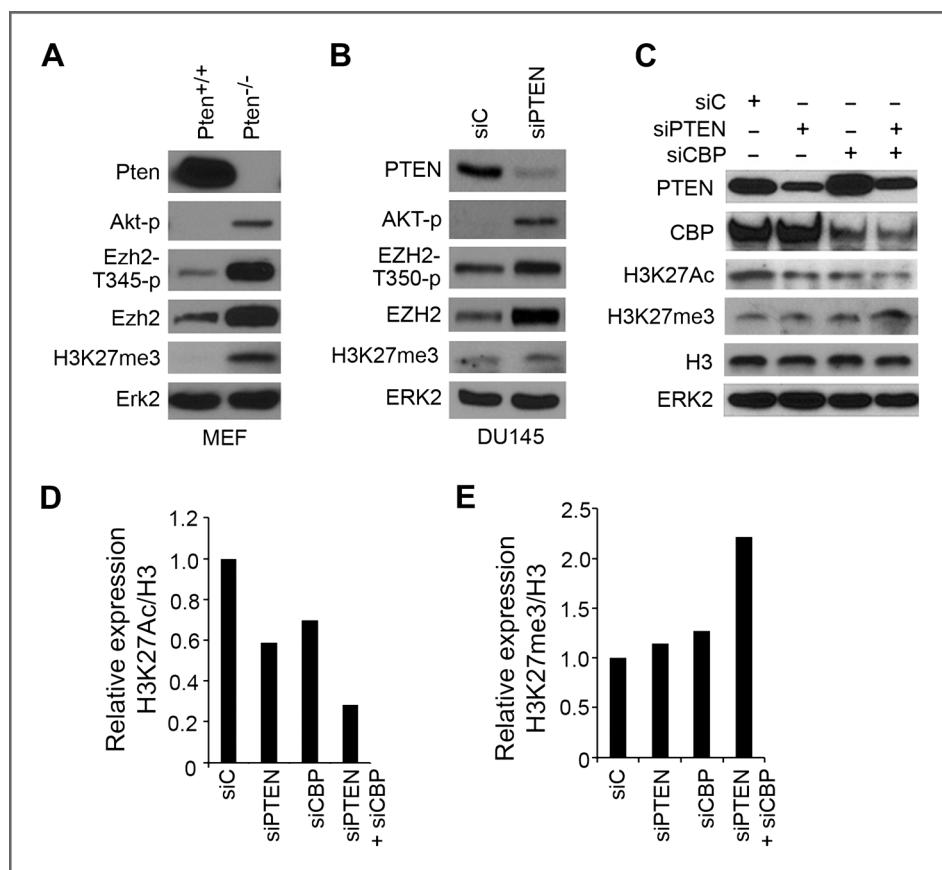 A
Pten+/+
Pten-/-
Pten
Akt-p
Ezh2-
T345-p
Ezh2
H3K27me3
Erk2
MEF
B
siC
siPTEN
PTEN
AKT-p
EZH2-
T350-p
EZH2
H3K27me3
ERK2
DU145
C
siC + – – –
siPTEN – + – +
siCBP – – + +
PTEN
CBP
H3K27Ac
H3K27me3
H3
ERK2
D
Relative expression
H3K27Ac/H3
1.2
1.0
0.8
0.6
0.4
0.2
0
siC
siPTEN
siCBP
siPTEN
+ siCBP
E
Relative expression
H3K27me3/H3
2.5
2.0
1.5
1.0
0.5
0
siC
siPTEN
siCBP
siPTEN
+ siCBP